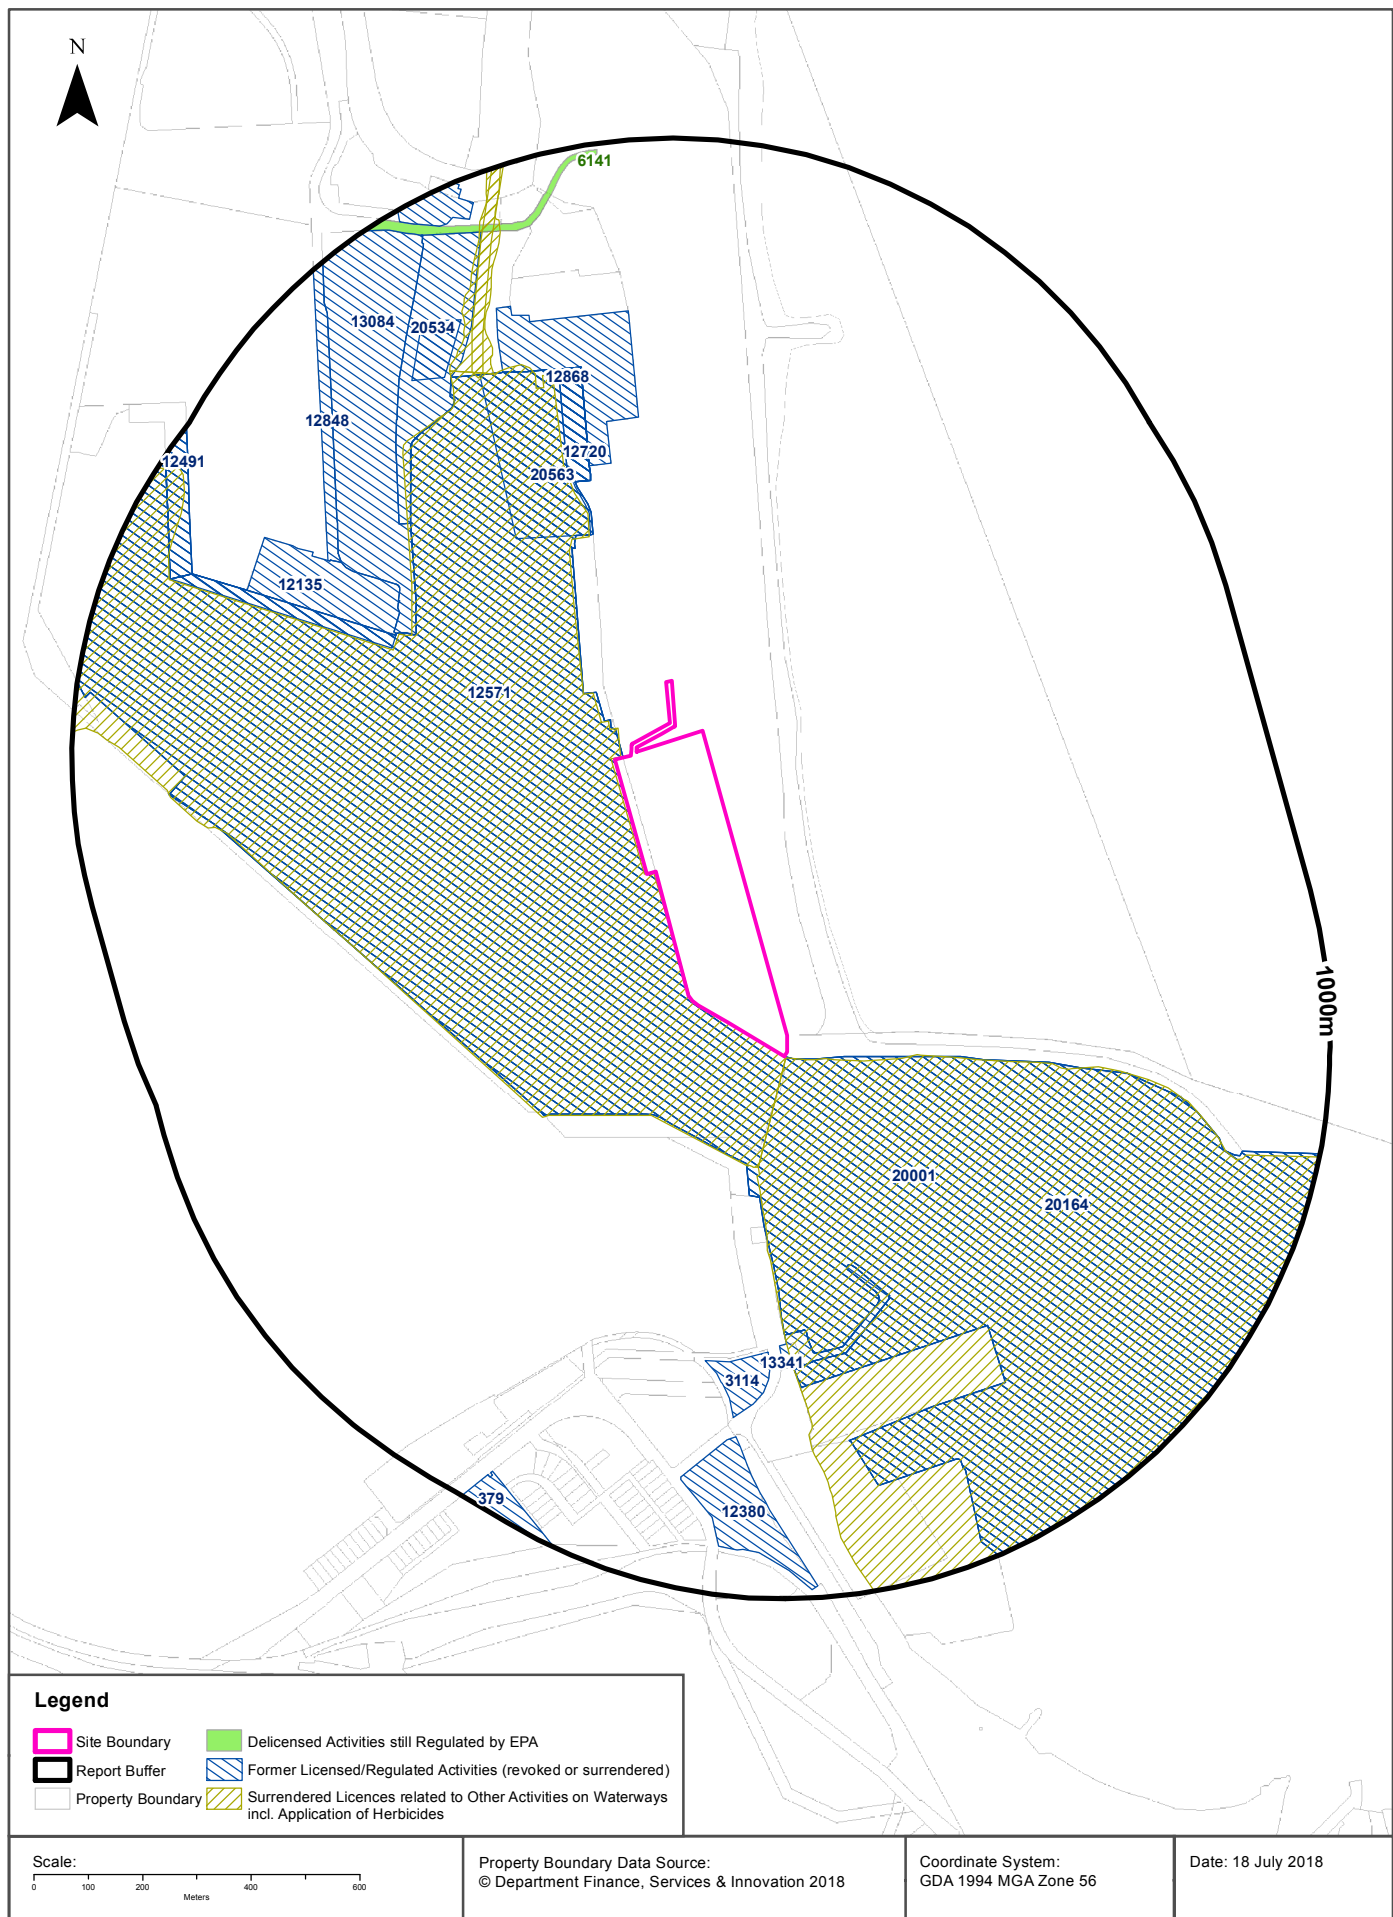 N
6141
13084
20534
12868
12848
12720
12491
20563
12135
12571
1000m
20001
20164
13341
3114
379
12380
Legend
Site Boundary
Report Buffer
Property Boundary
Delicensed Activities still Regulated by EPA
Former Licensed/Regulated Activities (revoked or surrendered)
Surrendered Licences related to Other Activities on Waterways
incl. Application of Herbicides
Scale:
0 100 200 400 600
Meters
Property Boundary Data Source:
© Department Finance, Services & Innovation 2018
Coordinate System:
GDA 1994 MGA Zone 56
Date: 18 July 2018